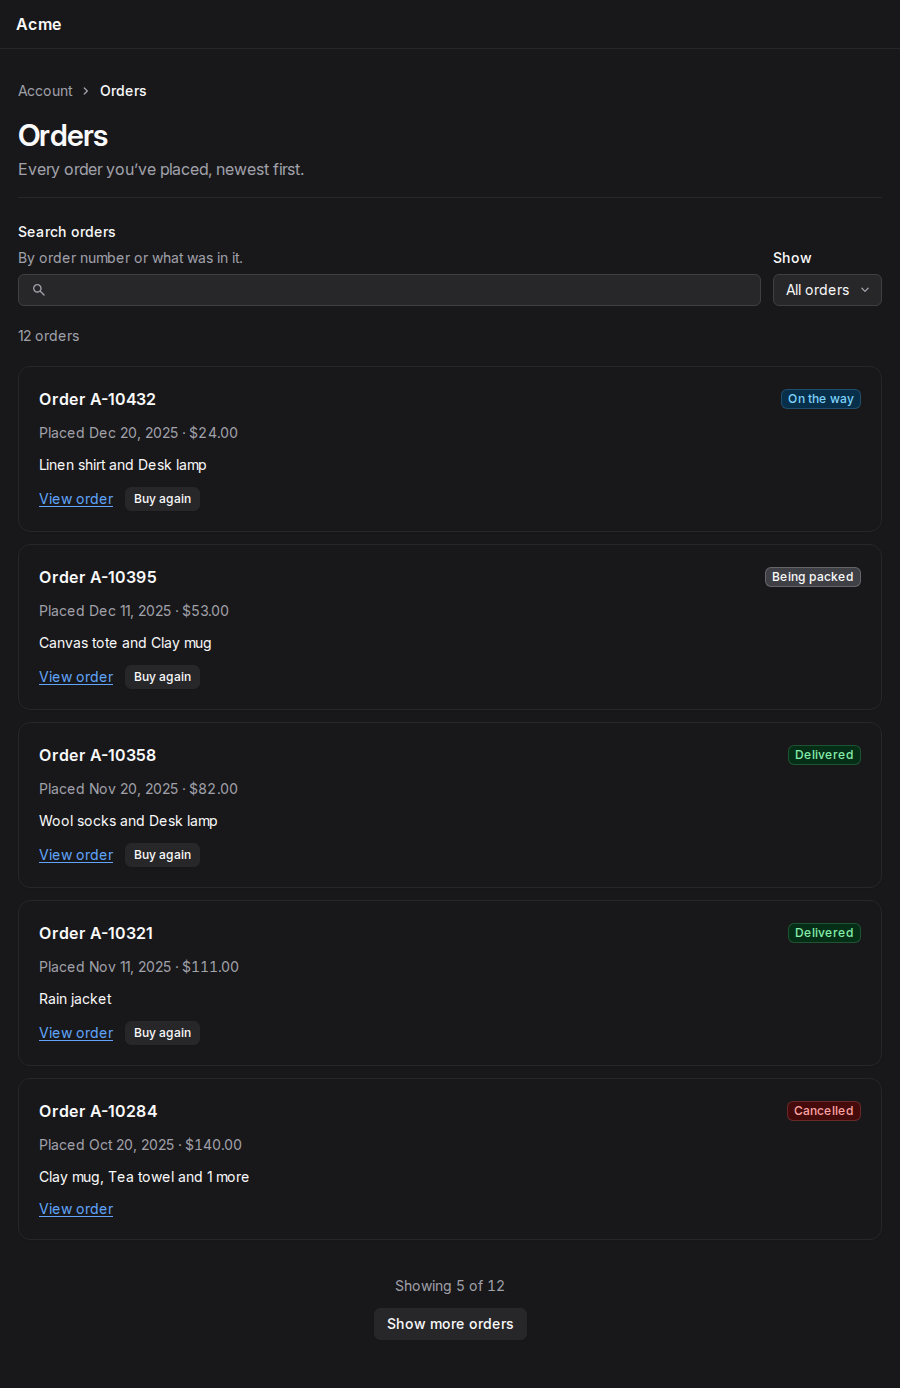 Acme
Account › Orders
Orders
Every order you’ve placed, newest first.
Search orders
By order number or what was in it.
Show
All orders
12 orders
Order A-10432
On the way
Placed Dec 20, 2025 · $24.00
Linen shirt and Desk lamp
View order Buy again
Order A-10395
Being packed
Placed Dec 11, 2025 · $53.00
Canvas tote and Clay mug
View order Buy again
Order A-10358
Delivered
Placed Nov 20, 2025 · $82.00
Wool socks and Desk lamp
View order Buy again
Order A-10321
Delivered
Placed Nov 11, 2025 · $111.00
Rain jacket
View order Buy again
Order A-10284
Cancelled
Placed Oct 20, 2025 · $140.00
Clay mug, Tea towel and 1 more
View order
Showing 5 of 12
Show more orders